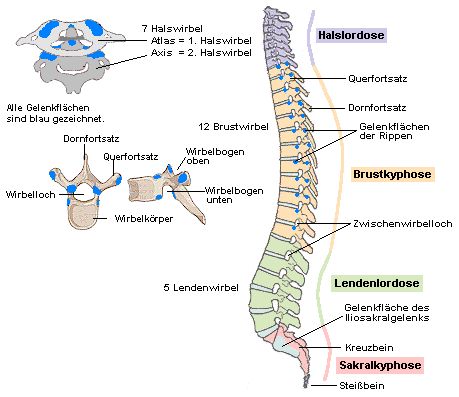 7 Halswirbel
Atlas = 1. Halswirbel
Axis = 2. Halswirbel
Alle Gelenkflächen
sind blau gezeichnet.
Dornfortsatz
Querfortsatz
Wirbelloch
Wirbelkörper
Wirbelbogen
oben
Wirbelbogen
unten
12 Brustwirbel
5 Lendenwirbel
Halslordose
Querfortsatz
Dornfortsatz
Gelenkflächen
der Rippen
Brustkyphose
Zwischenwirbelloch
Lendenlordose
Gelenkfläche des
Iliosakralgelenks
Kreuzbein
Sakralkyphose
Steißbein